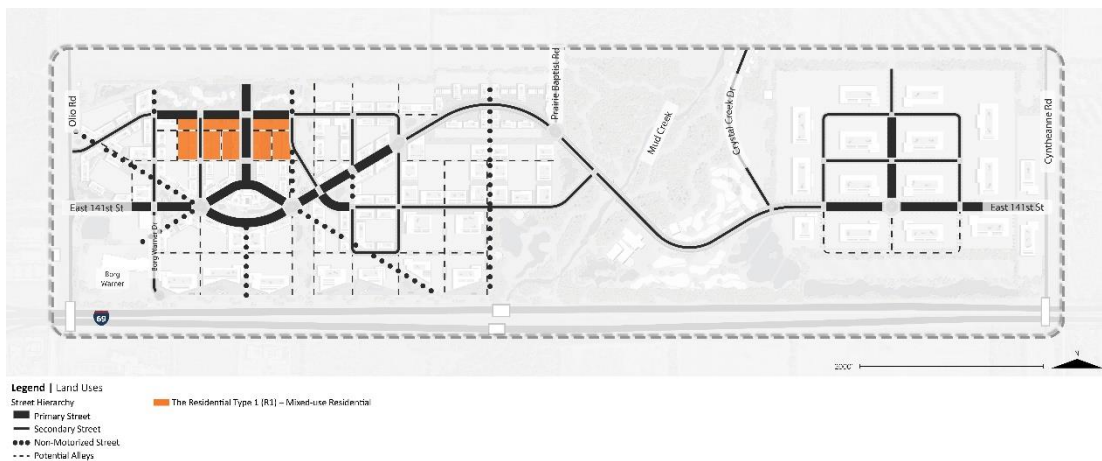 Olio Rd
Prairie Baptist Rd
Mud Creek
Crystal Creek Dr
Cyntheanne Rd
East 141st St
East 141st St
Borg Warner Dr
Borg
Warner
69
2000'
N
Legend | Land Uses
Street Hierarchy
The Residential Type 1 (R1) – Mixed-use Residential
Primary Street
Secondary Street
Non-Motorized Street
Potential Alleys